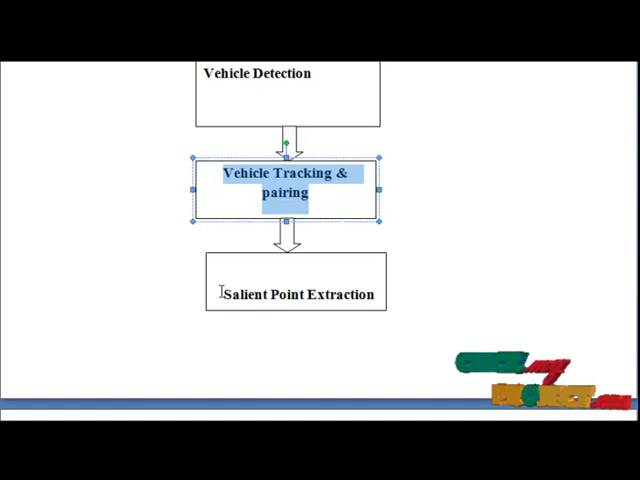 Vehicle Detection
Vehicle Tracking &
pairing
Salient Point Extraction